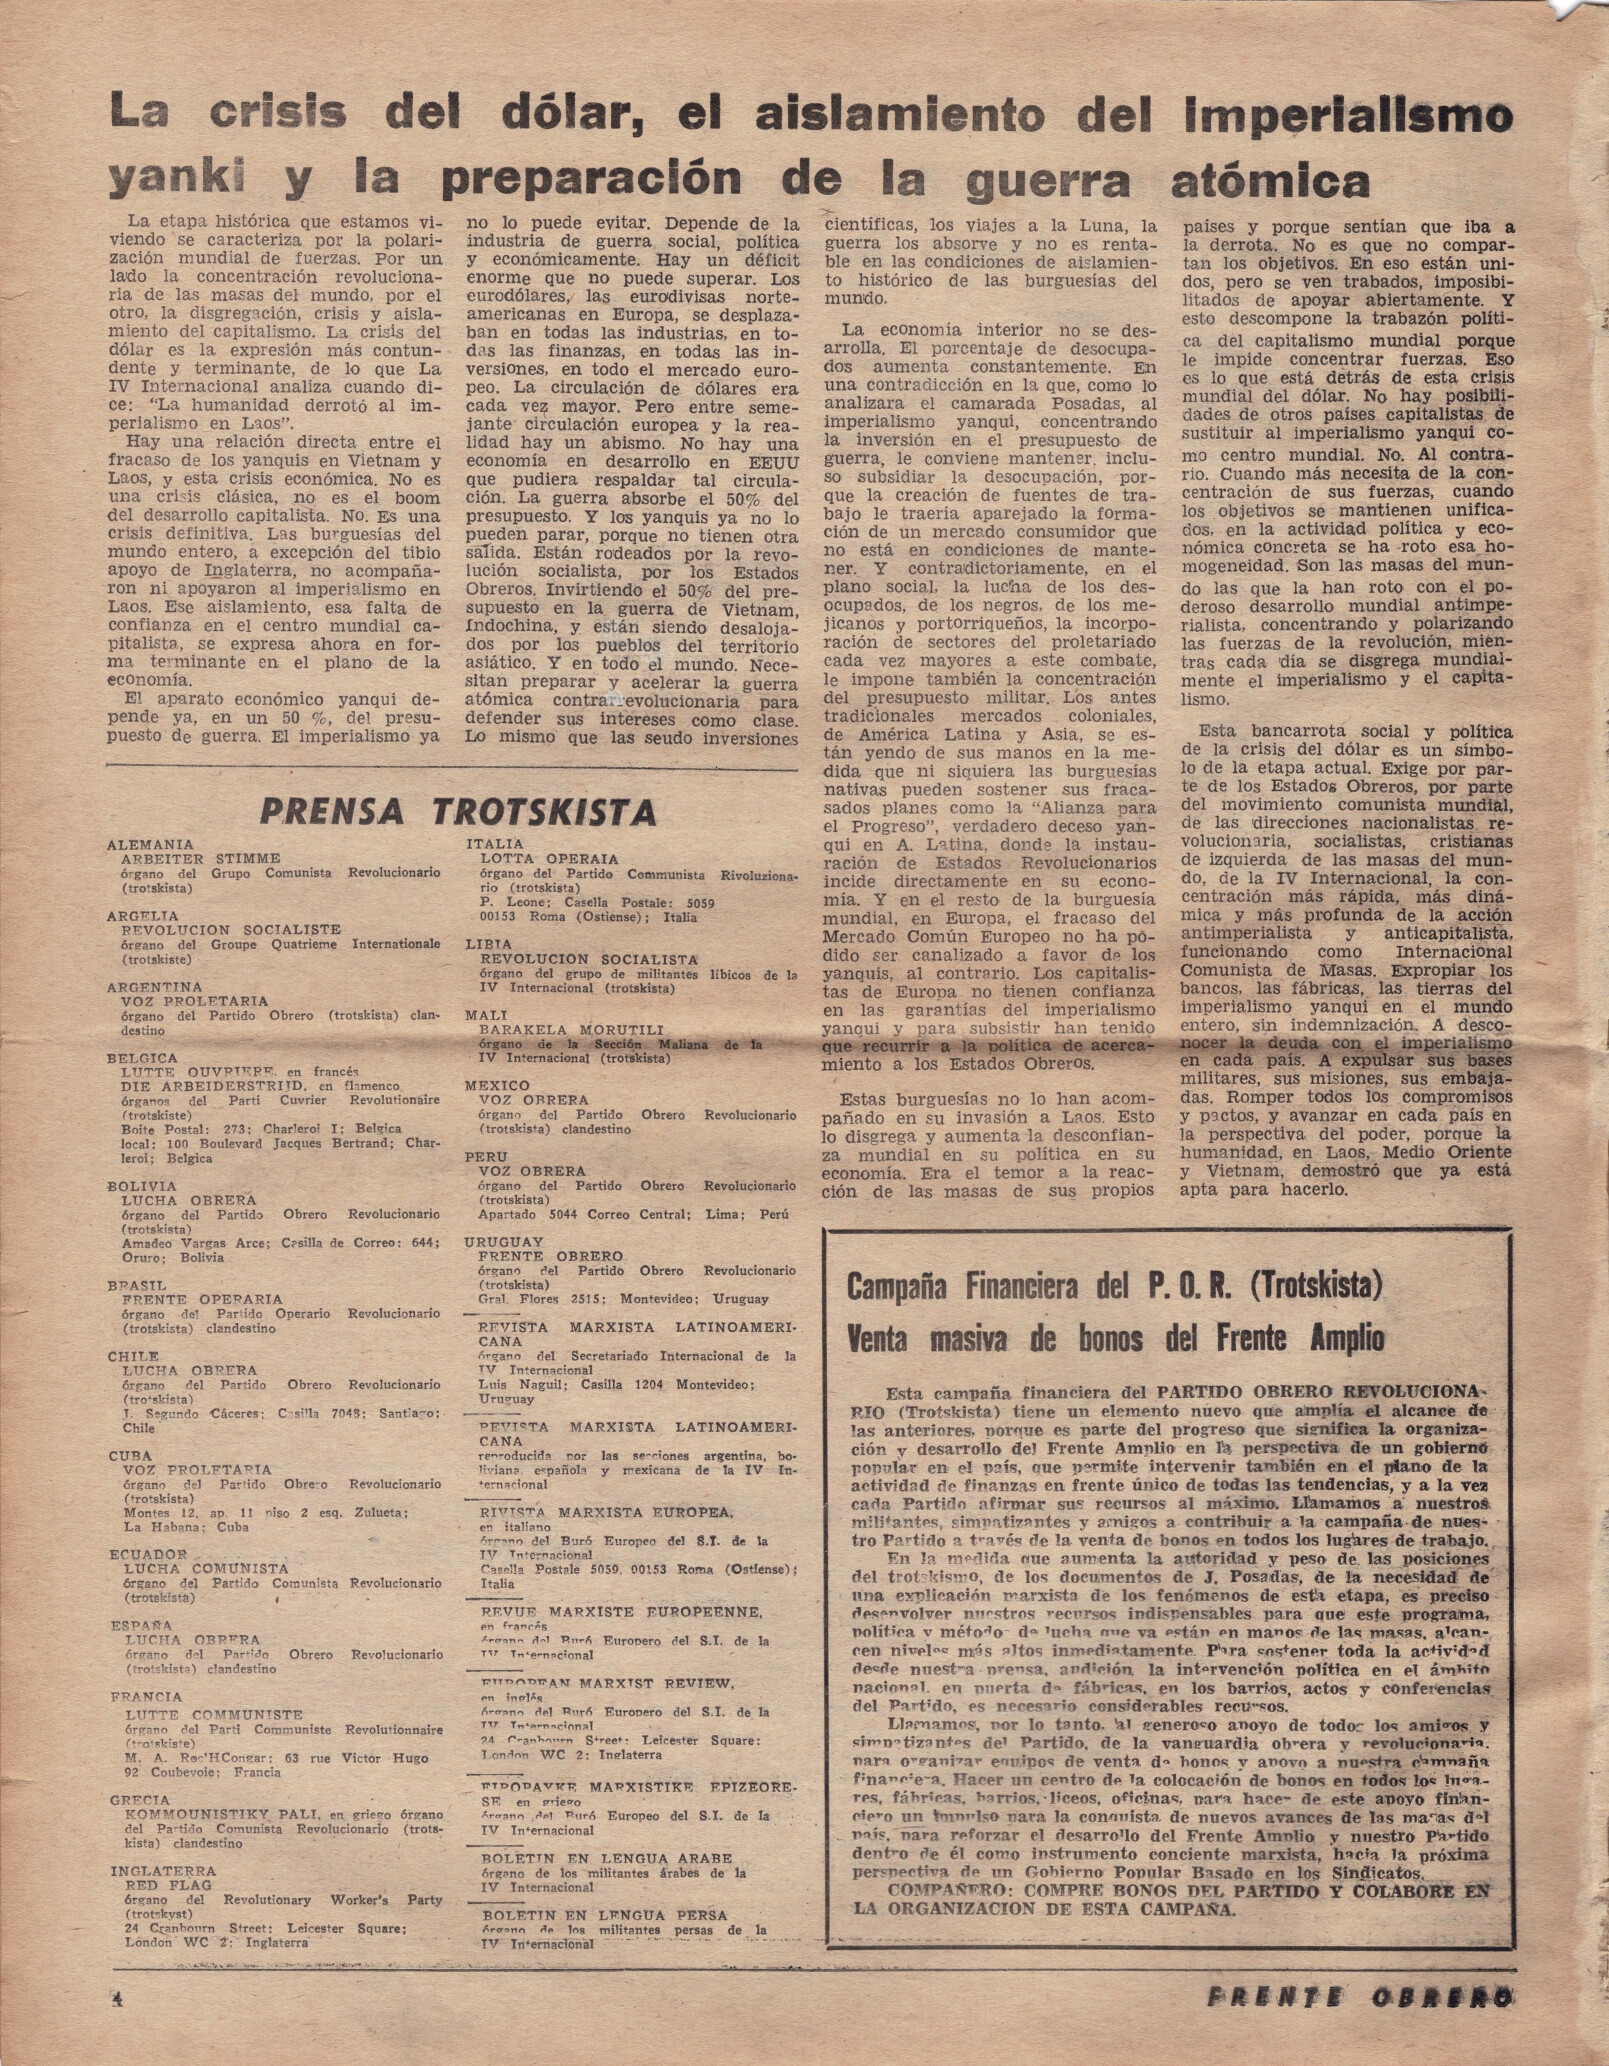 La crisis del dólar, el aislamiento del imperialismo
yanki y la preparación de la guerra atómica
La etapa histórica que estamos vi-
viendo se caracteriza por la polari-
zación mundial de fuerzas. Por un
lado la concentración revoluciona-
ria de las masas del mundo, por el
otro, la disgregación, crisis y aisla-
miento del capitalismo. La crisis del
dólar es la expresión más contun-
dente y terminante, de lo que La
IV Internacional analiza cuando di-
ce: "La humanidad derrotó al im-
perialismo en Laos".
Hay una relación directa entre el
fracaso de los yanquis en Vietnam y
Laos, y esta crisis económica. No es
una crisis clásica, no es el boom
del desarrollo capitalista. No. Es una
crisis definitiva. Las burguesías del
mundo entero, a excepción del tibio
apoyo de Inglaterra, no acompaña-
ron ni apoyaron al imperialismo en
Laos. Ese aislamiento, esa falta de
confianza en el centro mundial ca-
pitalista, se expresa ahora en for-
ma terminante en el plano de la
economía.
El aparato económico yanqui de-
pende ya, en un 50 %, del presu-
puesto de guerra. El imperialismo ya
no lo puede evitar. Depende de la
industria de guerra social, política
y económicamente. Hay un déficit
enorme que no puede superar. Los
eurodólares, las eurodivisas norte-
americanas en Europa, se desplaza-
ban en todas las industrias, en to-
das las finanzas, en todas las in-
versiones, en todo el mercado euro-
peo. La circulación de dólares era
cada vez mayor. Pero entre seme-
jante circulación europea y la rea-
lidad hay un abismo. No hay una
economía en desarrollo en EEUU
que pudiera respaldar tal circula-
ción. La guerra absorbe el 50% del
presupuesto. Y los yanquis ya no lo
pueden parar, porque no tienen otra
salida. Están rodeados por la revo-
lución socialista, por los Estados
Obreros. Invirtiendo el 50% del pre-
supuesto en la guerra de Vietnam,
Indochina, y están siendo desaloja-
dos por los pueblos del territorio
asiático. Y en todo el mundo. Nece-
sitan preparar y acelerar la guerra
atómica contrarrevolucionaria para
defender sus intereses como clase.
Lo mismo que las seudo inversiones
científicas, los viajes a la Luna, la
guerra los absorve y no es renta-
ble en las condiciones de aislamien-
to histórico de las burguesías del
mundo.
La economía interior no se des-
arrolla. El porcentaje de desocupa-
dos aumenta constantemente. En
una contradicción en la que, como lo
analizara el camarada Posadas, al
imperialismo yanqui, concentrando
la inversión en el presupuesto de
guerra, le conviene mantener, inclu-
so subsidiar la desocupación, por-
que la creación de fuentes de tra-
bajo le traería aparejado la forma-
ción de un mercado consumidor que
no está en condiciones de mante-
ner. Y contradictoriamente, en el
plano social, la lucha de los des-
ocupados, de los negros, de los me-
jicanos y portorriqueños, la incorpo-
ración de sectores del proletariado
cada vez mayores a este combate,
le impone también la concentración
del presupuesto militar. Los antes
tradicionales mercados coloniales,
de América Latina y Asia, se es-
tán yendo de sus manos en la me-
dida que ni siquiera las burguesías
nativas pueden sostener sus fraca-
sados planes como la "Alianza para
el Progreso", verdadero deceso yan-
qui en A. Latina, donde la instau-
ración de Estados Revolucionarios
incide directamente en su econo-
mía. Y en el resto de la burguesía
mundial, en Europa, el fracaso del
Mercado Común Europeo no ha po-
dido ser canalizado a favor de los
yanquis, al contrario. Los capitalis-
tas de Europa no tienen confianza
en las garantías del imperialismo
yanqui y para subsistir han tenido
que recurrir a la política de acerca-
miento a los Estados Obreros.
Estas burguesías no lo han acom-
pañado en su invasión a Laos. Esto
lo disgrega y aumenta la desconfian-
za mundial en su política en su
economía. Era el temor a la reac-
ción de las masas de sus propios
países y porque sentían que iba a
la derrota. No es que no compar-
tan los objetivos. En eso están uni-
dos, pero se ven trabados, imposibi-
litados de apoyar abiertamente. Y
esto descompone la trabazón políti-
ca del capitalismo mundial porque
le impide concentrar fuerzas. Eso
es lo que está detrás de esta crisis
mundial del dólar. No hay posibili-
dades de otros países capitalistas de
sustituir al imperialismo yanqui co-
mo centro mundial. No. Al contra-
rio. Cuando más necesita de la con-
centración de sus fuerzas, cuando
los objetivos se mantienen unifica-
dos, en la actividad política y eco-
nómica concreta se ha roto esa ho-
mogeneidad. Son las masas del mun-
do las que la han roto con el po-
deroso desarrollo mundial antimpe-
rialista, concentrando y polarizando
las fuerzas de la revolución, mien-
tras cada día se disgrega mundial-
mente el imperialismo y el capita-
lismo.
Esta bancarrota social y política
de la crisis del dólar es un símbo-
lo de la etapa actual. Exige por par-
te de los Estados Obreros, por parte
del movimiento comunista mundial,
de las direcciones nacionalistas re-
volucionaria, socialistas, cristianas
de izquierda de las masas del mun-
do, de la IV Internacional, la con-
centración más rápida, más diná-
mica y más profunda de la acción
antimperialista y anticapitalista,
funcionando como Internacional
Comunista de Masas. Expropiar los
bancos, las fábricas, las tierras del
imperialismo yanqui en el mundo
entero, sin indemnización. A desco-
nocer la deuda con el imperialismo
en cada país. A expulsar sus bases
militares, sus misiones, sus embaja-
das. Romper todos los compromisos
y pactos, y avanzar en cada país en
la perspectiva del poder, porque la
humanidad, en Laos, Medio Oriente
y Vietnam, demostró que ya está
apta para hacerlo.
PRENSA TROTSKISTA
ALEMANIA
ARBEITER STIMME
órgano del Grupo Comunista Revolucionario
(trotskista)
ARGELIA
REVOLUCION SOCIALISTE
órgano del Groupe Quatrieme Internationale
(trotskiste)
ARGENTINA
VOZ PROLETARIA
órgano del Partido Obrero (trotskista) clan-
destino
BELGICA
LUTTE OUVRIERE, en francés
DIE ARBEIDERSTRIJD, en flamenco
órganos del Parti Cuvrier Revolutionaire
(trotskiste)
Boite Postal: 273; Charleroi I; Belgica
local: 100 Boulevard Jacques Bertrand; Char-
leroi; Belgica
BOLIVIA
LUCHA OBRERA
órgano del Partido Obrero Revolucionario
(trotskista)
Amadeo Vargas Arce; Casilla de Correo: 644;
Oruro; Bolivia
BRASIL
FRENTE OPERARIA
órgano del Partido Operario Revolucionario
(trotskista) clandestino
CHILE
LUCHA OBRERA
órgano del Partido Obrero Revolucionario
(trotskista)
J. Segundo Cáceres; Casilla 7048; Santiago;
Chile
CUBA
VOZ PROLETARIA
órgano del Partido Obrero Revolucionario
(trotskista)
Montes 12, ap. 11 piso 2 esq. Zulueta;
La Habana; Cuba
ECUADOR
LUCHA COMUNISTA
órgano del Partido Comunista Revolucionario
(trotskista)
ESPAÑA
LUCHA OBRERA
órgano del Partido Obrero Revolucionario
(trotskista) clandestino
FRANCIA
LUTTE COMMUNISTE
órgano del Parti Communiste Revolutionnaire
(trotskiste)
M. A. Roc'HCongar; 63 rue Victor Hugo
92 Coubevoie; Francia
GRECIA
KOMMOUNISTIKY PALI, en griego órgano
del Partido Comunista Revolucionario (trots-
kista) clandestino
INGLATERRA
RED FLAG
órgano del Revolutionary Worker's Party
(trotskyst)
24 Cranbourn Street; Leicester Square;
London WC 2; Inglaterra
ITALIA
LOTTA OPERAIA
órgano del Partido Communista Rivoluziona-
rio (trotskista)
P. Leone; Casella Postale: 5059
00153 Roma (Ostiense); Italia
LIBIA
REVOLUCION SOCIALISTA
órgano del grupo de militantes líbicos de la
IV Internacional (trotskista)
MALI
BARAKELA MORUTILI
órgano de la Sección Maliana de la
IV Internacional (trotskista)
MEXICO
VOZ OBRERA
órgano del Partido Obrero Revolucionario
(trotskista) clandestino
PERU
VOZ OBRERA
órgano del Partido Obrero Revolucionario
(trotskista)
Apartado 5044 Correo Central; Lima; Perú
URUGUAY
FRENTE OBRERO
órgano del Partido Obrero Revolucionario
(trotskista)
Gral. Flores 2515; Montevideo; Uruguay
REVISTA MARXISTA LATINOAMERI-
CANA
órgano del Secretariado Internacional de la
IV Internacional
Luis Naguil; Casilla 1204 Montevideo;
Uruguay
REVISTA MARXISTA LATINOAMERI-
CANA
reproducida por las secciones argentina, bo-
liviana, española y mexicana de la IV In-
ternacional
RIVISTA MARXISTA EUROPEA,
en italiano
órgano del Buró Europeo del S.I. de la
IV Internacional
Casella Postale 5059. 00153 Roma (Ostiense);
Italia
REVUE MARXISTE EUROPEENNE,
en francés
órgano del Buró Europero del S.I. de la
IV Internacional
EUROPEAN MARXIST REVIEW,
en inglés
órgano del Buró Europero del S.I. de la
IV Internacional
24 Cranbourn Street; Leicester Square;
London WC 2; Inglaterra
EIROPAYKE MARXISTIKE EPIZEORE-
SE en griego
órgano del Buró Europeo del S.I. de la
IV Internacional
BOLETIN EN LENGUA ARABE
órgano de los militantes árabes de la
IV Internacional
BOLETIN EN LENGUA PERSA
órgano de los militantes persas de la
IV Internacional
Campaña Financiera del P. O. R. (Trotskista)
Venta masiva de bonos del Frente Amplio
Esta campaña financiera del PARTIDO OBRERO REVOLUCIONA-
RIO (Trotskista) tiene un elemento nuevo que amplía el alcance de
las anteriores, porque es parte del progreso que significa la organiza-
ción y desarrollo del Frente Amplio en la perspectiva de un gobierno
popular en el país, que permite intervenir también en el plano de la
actividad de finanzas en frente único de todas las tendencias, y a la vez
cada Partido afirmar sus recursos al máximo. Llamamos a nuestros
militantes, simpatizantes y amigos a contribuir a la campaña de nues-
tro Partido a través de la venta de bonos en todos los lugares de trabajo.
En la medida que aumenta la autoridad y peso de las posiciones
del trotskismo, de los documentos de J. Posadas, de la necesidad de
una explicación marxista de los fenómenos de esta etapa, es preciso
desenvolver nuestros recursos indispensables para que este programa,
política y método de lucha que ya están en manos de las masas, alcan-
cen niveles más altos inmediatamente. Para sostener toda la actividad
desde nuestra prensa, audición la intervención política en el ámbito
nacional, en puerta de fábricas, en los barrios, actos y conferencias
del Partido, es necesario considerables recursos.
Llamamos, por lo tanto, al generoso apoyo de todos los amigos y
simpatizantes del Partido, de la vanguardia obrera y revolucionaria,
para organizar equipos de venta de bonos y apoyo a nuestra campaña
financiera. Hacer un centro de la colocación de bonos en todos los luga-
res, fábricas, barrios, liceos, oficinas, para hacer de este apoyo finan-
ciero un impulso para la conquista de nuevos avances de las masas del
país, para reforzar el desarrollo del Frente Amplio y nuestro Partido
dentro de él como instrumento conciente marxista, hacia la próxima
perspectiva de un Gobierno Popular Basado en los Sindicatos.
COMPAÑERO: COMPRE BONOS DEL PARTIDO Y COLABORE EN
LA ORGANIZACION DE ESTA CAMPAÑA.
4
FRENTE OBRERO